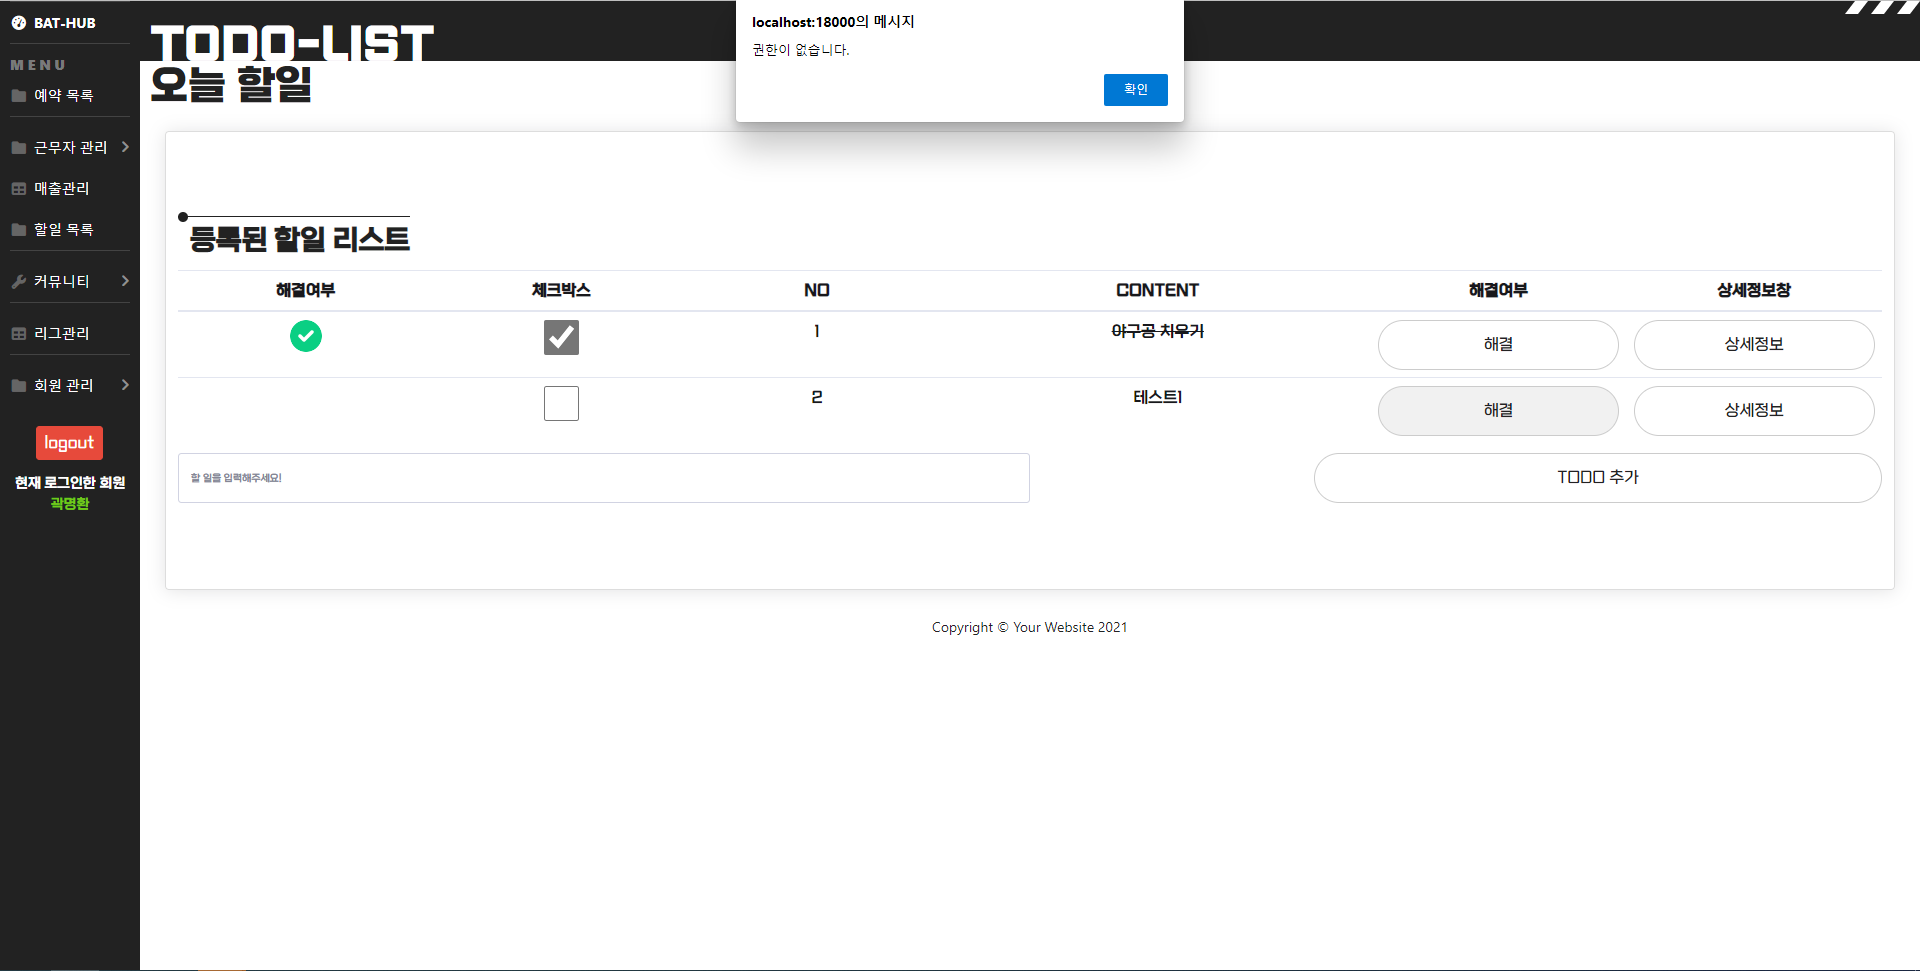 BAT-HUB
MENU
예약 목록
근무자 관리
매출관리
할일 목록
커뮤니티
리그관리
회원 관리
logout
현재 로그인한 회원
곽명환
TODO-LIST
오늘 할일
localhost:18000의 메시지
권한이 없습니다.
확인
등록된 할일 리스트
해결여부 체크박스 NO CONTENT 해결여부 상세정보창
1 야구공 치우기 해결 상세정보
2 테스트1 해결 상세정보
할 일을 입력해주세요! TODO 추가
Copyright © Your Website 2021